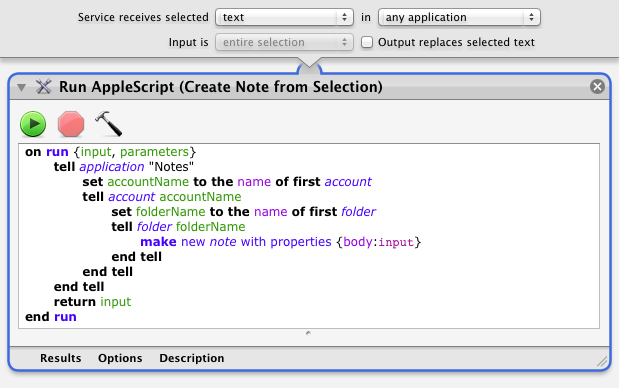 Service receives selected text in any application
Input is entire selection Output replaces selected text
Run AppleScript (Create Note from Selection)
on run {input, parameters}
tell application "Notes"
set accountName to the name of first account
tell account accountName
set folderName to the name of first folder
tell folder folderName
make new note with properties {body:input}
end tell
end tell
end tell
return input
end run
Results Options Description